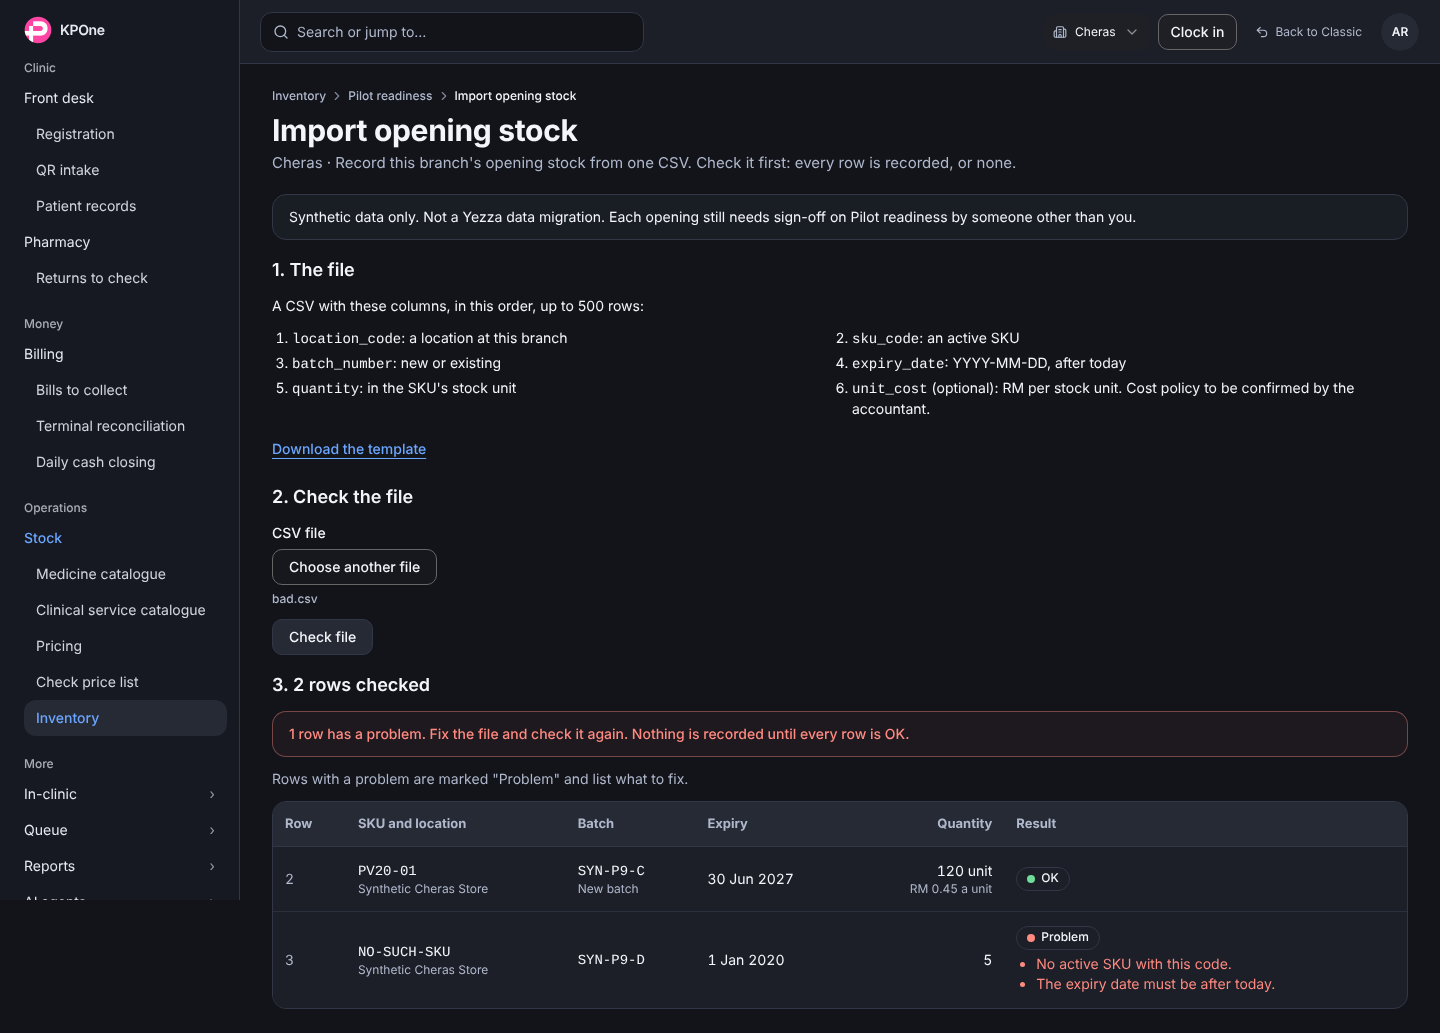 KPOne
Clinic
Front desk
Registration
QR intake
Patient records
Pharmacy
Returns to check
Money
Billing
Bills to collect
Terminal reconciliation
Daily cash closing
Operations
Stock
Medicine catalogue
Clinical service catalogue
Pricing
Check price list
Inventory
More
In-clinic
Queue
Reports
Search or jump to...
Cheras
Clock in
Back to Classic
AR
Inventory > Pilot readiness > Import opening stock
Import opening stock
Cheras · Record this branch's opening stock from one CSV. Check it first: every row is recorded, or none.
Synthetic data only. Not a Yezza data migration. Each opening still needs sign-off on Pilot readiness by someone other than you.
1. The file
A CSV with these columns, in this order, up to 500 rows:
1. location_code: a location at this branch
2. sku_code: an active SKU
3. batch_number: new or existing
4. expiry_date: YYYY-MM-DD, after today
5. quantity: in the SKU's stock unit
6. unit_cost (optional): RM per stock unit. Cost policy to be confirmed by the
accountant.
Download the template
2. Check the file
CSV file
Choose another file
bad.csv
Check file
3. 2 rows checked
1 row has a problem. Fix the file and check it again. Nothing is recorded until every row is OK.
Rows with a problem are marked "Problem" and list what to fix.
Row SKU and location Batch Expiry Quantity Result
2 PV20-01 SYN-P9-C 30 Jun 2027 120 unit OK
Synthetic Cheras Store New batch RM 0.45 a unit
3 NO-SUCH-SKU SYN-P9-D 1 Jan 2020 5 Problem
Synthetic Cheras Store
• No active SKU with this code.
• The expiry date must be after today.